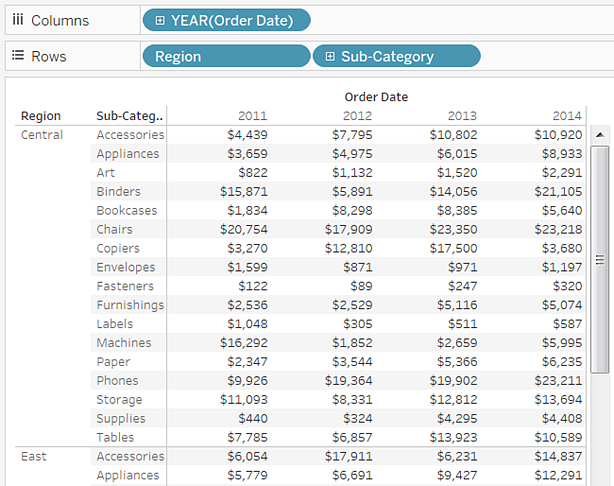 Columns YEAR(Order Date)
Rows Region Sub-Category
Order Date
Region Sub-Categ.. 2011 2012 2013 2014
Central Accessories $4,439 $7,795 $10,802 $10,920
Appliances $3,659 $4,975 $6,015 $8,933
Art $822 $1,132 $1,520 $2,291
Binders $15,871 $5,891 $14,056 $21,105
Bookcases $1,834 $8,298 $8,385 $5,640
Chairs $20,754 $17,909 $23,350 $23,218
Copiers $3,270 $12,810 $17,500 $3,680
Envelopes $1,599 $871 $971 $1,197
Fasteners $122 $89 $247 $320
Furnishings $2,536 $2,529 $5,116 $5,074
Labels $1,048 $305 $511 $587
Machines $16,292 $1,852 $2,659 $5,995
Paper $2,347 $3,544 $5,366 $6,235
Phones $9,926 $19,364 $19,902 $23,211
Storage $11,093 $8,331 $12,812 $13,694
Supplies $440 $324 $4,295 $4,408
Tables $7,785 $6,857 $13,923 $10,589
East Accessories $6,054 $17,911 $6,231 $14,837
Appliances $5,779 $6,691 $9,427 $12,291